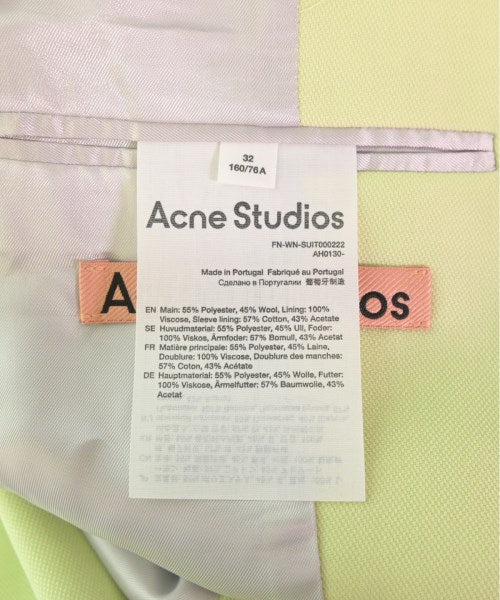 32
160/76A
Acne Studios
FN-WN-SUIT000222
AH0130-
Made in Portugal Fabriqué au Portugal
Сделано в Португалии 葡萄牙制造
A os
EN Main: 55% Polyester, 45% Wool, Lining: 100%
Viscose, Sleeve lining: 57% Cotton, 43% Acetate
SE Huvudmaterial: 55% Polyester, 45% Ull, Foder:
100% Viskos, Ärmfoder: 57% Bomull, 43% Acetat
FR Matière principale: 55% Polyester, 45% Laine,
Doublure: 100% Viscose, Doublure des manches:
57% Coton, 43% Acétate
DE Hauptmaterial: 55% Polyester, 45% Wolle, Futter:
100% Viskose, Ärmelfutter: 57% Baumwolle, 43%
Acetat